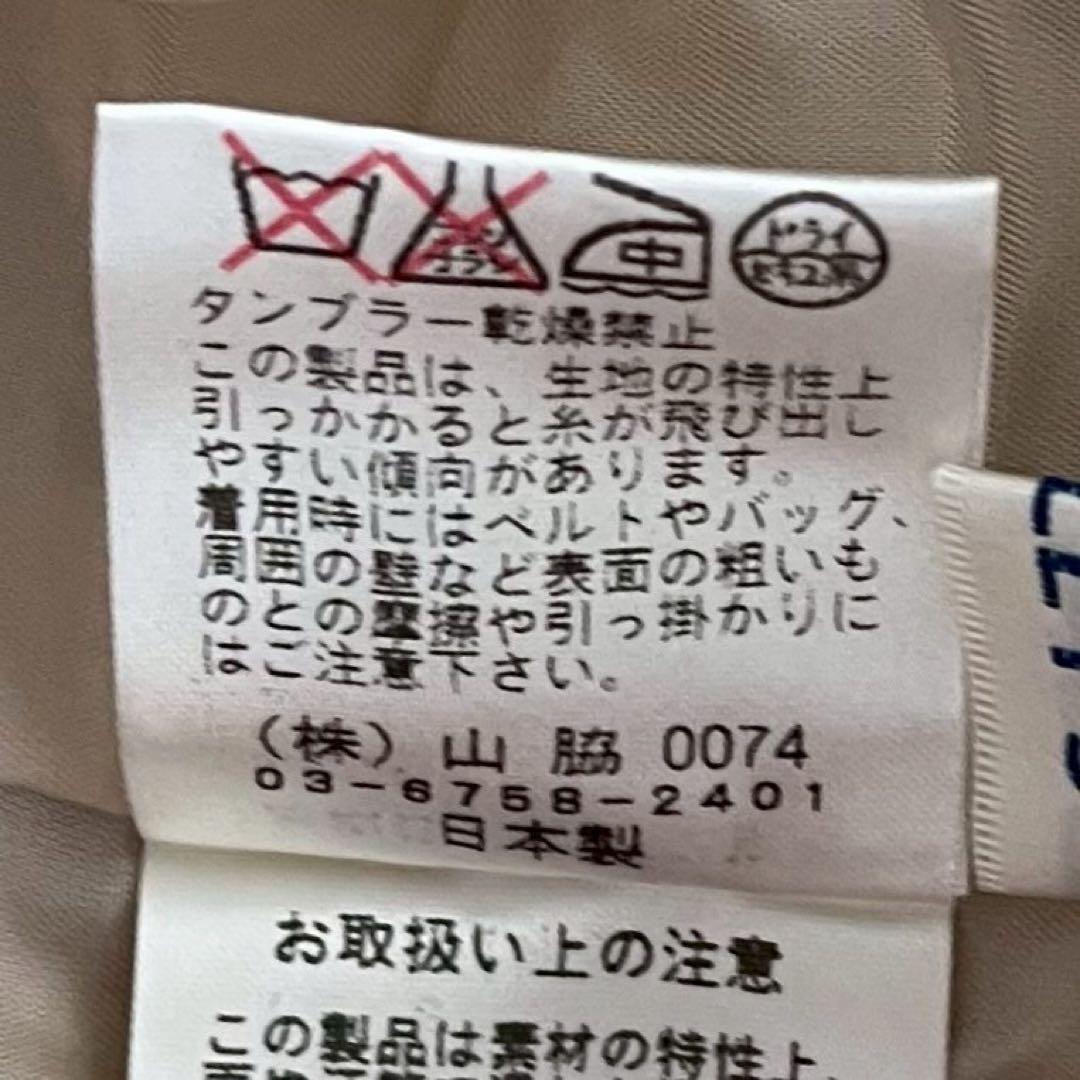 中
ドライ
セキユ系
タンブラー乾燥禁止
この製品は、生地の特性上
引っかかると糸が飛び出し
やすい傾向があります。
着用時にはベルトやバッグ、
周囲の壁など表面の粗いも
のとの摩擦や引っ掛かりに
はご注意下さい。
(株) 山 脇 0074
03-6758-2401
日本製
お取扱い上の注意
この製品は素材の特性上、